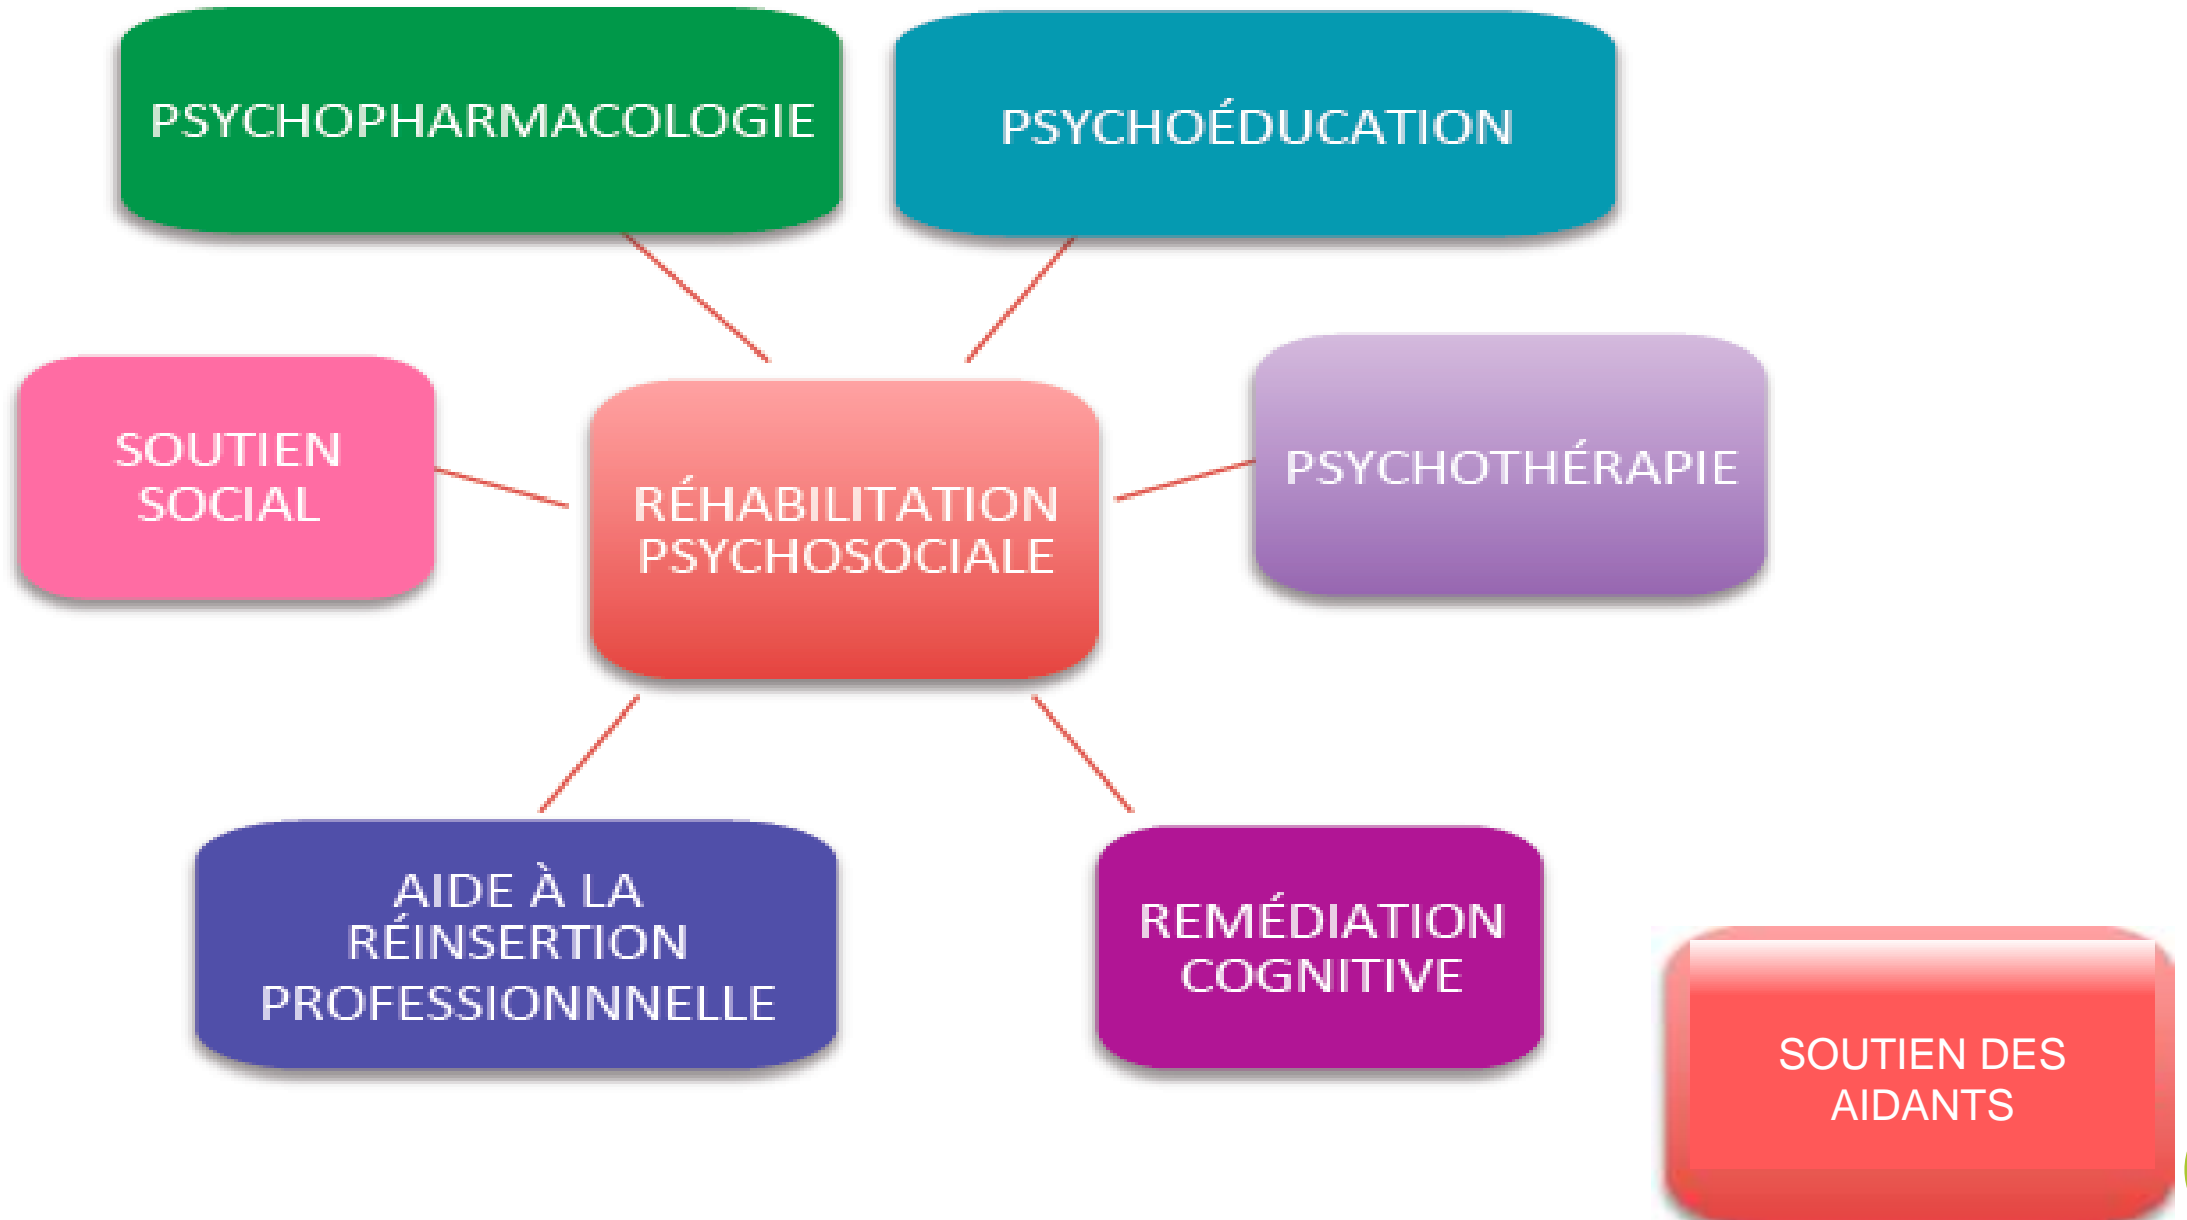 PSYCHOPHARMACOLOGIE
PSYCHOÉDUCATION
SOUTIEN
SOCIAL
RÉHABILITATION
PSYCHOSOCIALE
PSYCHOTHÉRAPIE
AIDE À LA
RÉINSERTION
PROFESSIONNNELLE
REMÉDIATION
COGNITIVE
SOUTIEN DES
AIDANTS